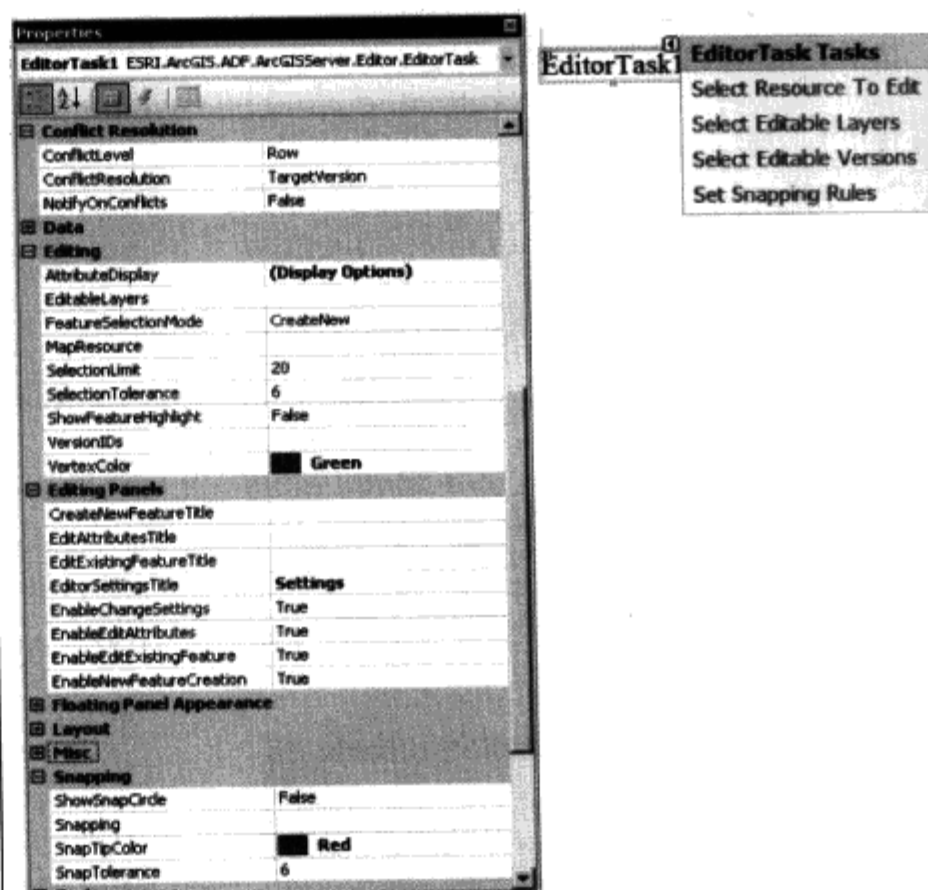 Properties
EditorTask1 ESRI.ArcGIS.ADF.ArcGISServer.Editor.EditorTask
Conflict Resolution
ConflictLevel Row
ConflictResolution TargetVersion
NotifyOnConflicts False
Data
Editing
AttributeDisplay (Display Options)
EditableLayers
FeatureSelectionMode CreateNew
MapResource
SelectionLimit 20
SelectionTolerance 6
ShowFeatureHighlight False
VersionIDs
VertexColor Green
Editing Panels
CreateNewFeatureTitle
EditAttributesTitle
EditExistingFeatureTitle
EditorSettingsTitle Settings
EnableChangeSettings True
EnableEditAttributes True
EnableEditExistingFeature True
EnableNewFeatureCreation True
Floating Panel Appearance
Layout
Misc
Snapping
ShowSnapCircle False
Snapping
SnapTipColor Red
SnapTolerance 6
EditorTask1
EditorTask Tasks
Select Resource To Edit
Select Editable Layers
Select Editable Versions
Set Snapping Rules